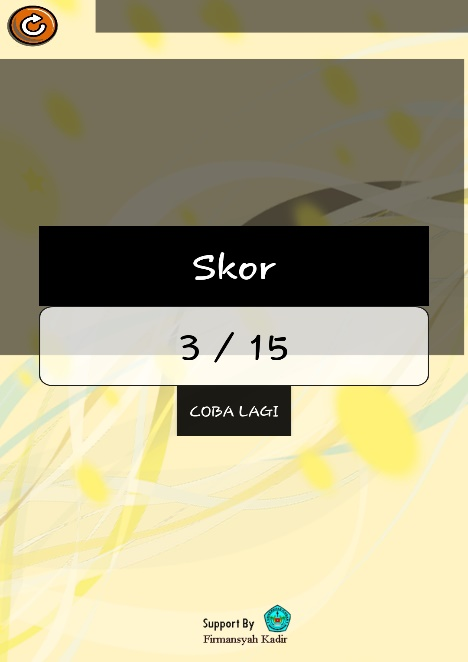 Skor
3 / 15
COBA LAGI
Support By
Firmansyah Kadir